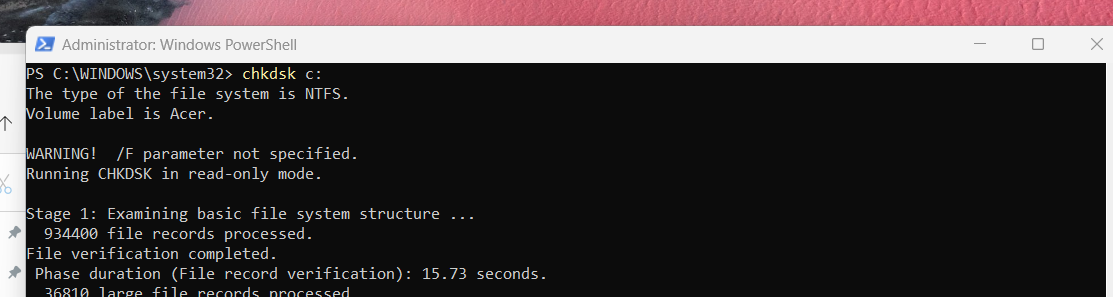 Administrator: Windows PowerShell
PS C:\WINDOWS\system32> chkdsk c:
The type of the file system is NTFS.
Volume label is Acer.
WARNING!  /F parameter not specified.
Running CHKDSK in read-only mode.
Stage 1: Examining basic file system structure ...
  934400 file records processed.
File verification completed.
 Phase duration (File record verification): 15.73 seconds.
  36810 large file records processed